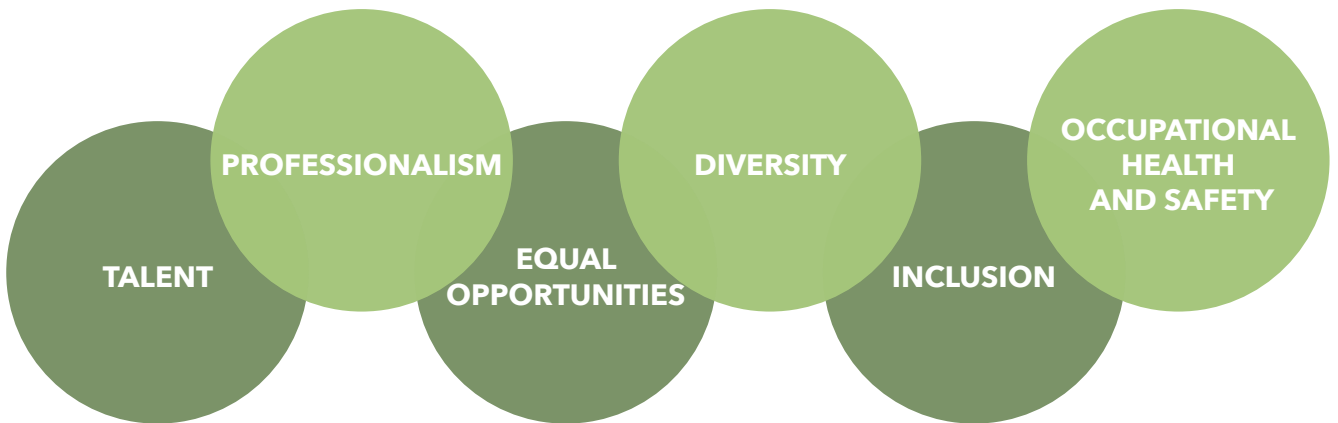 TALENT
PROFESSIONALISM
EQUAL
OPPORTUNITIES
DIVERSITY
INCLUSION
OCCUPATIONAL
HEALTH
AND SAFETY